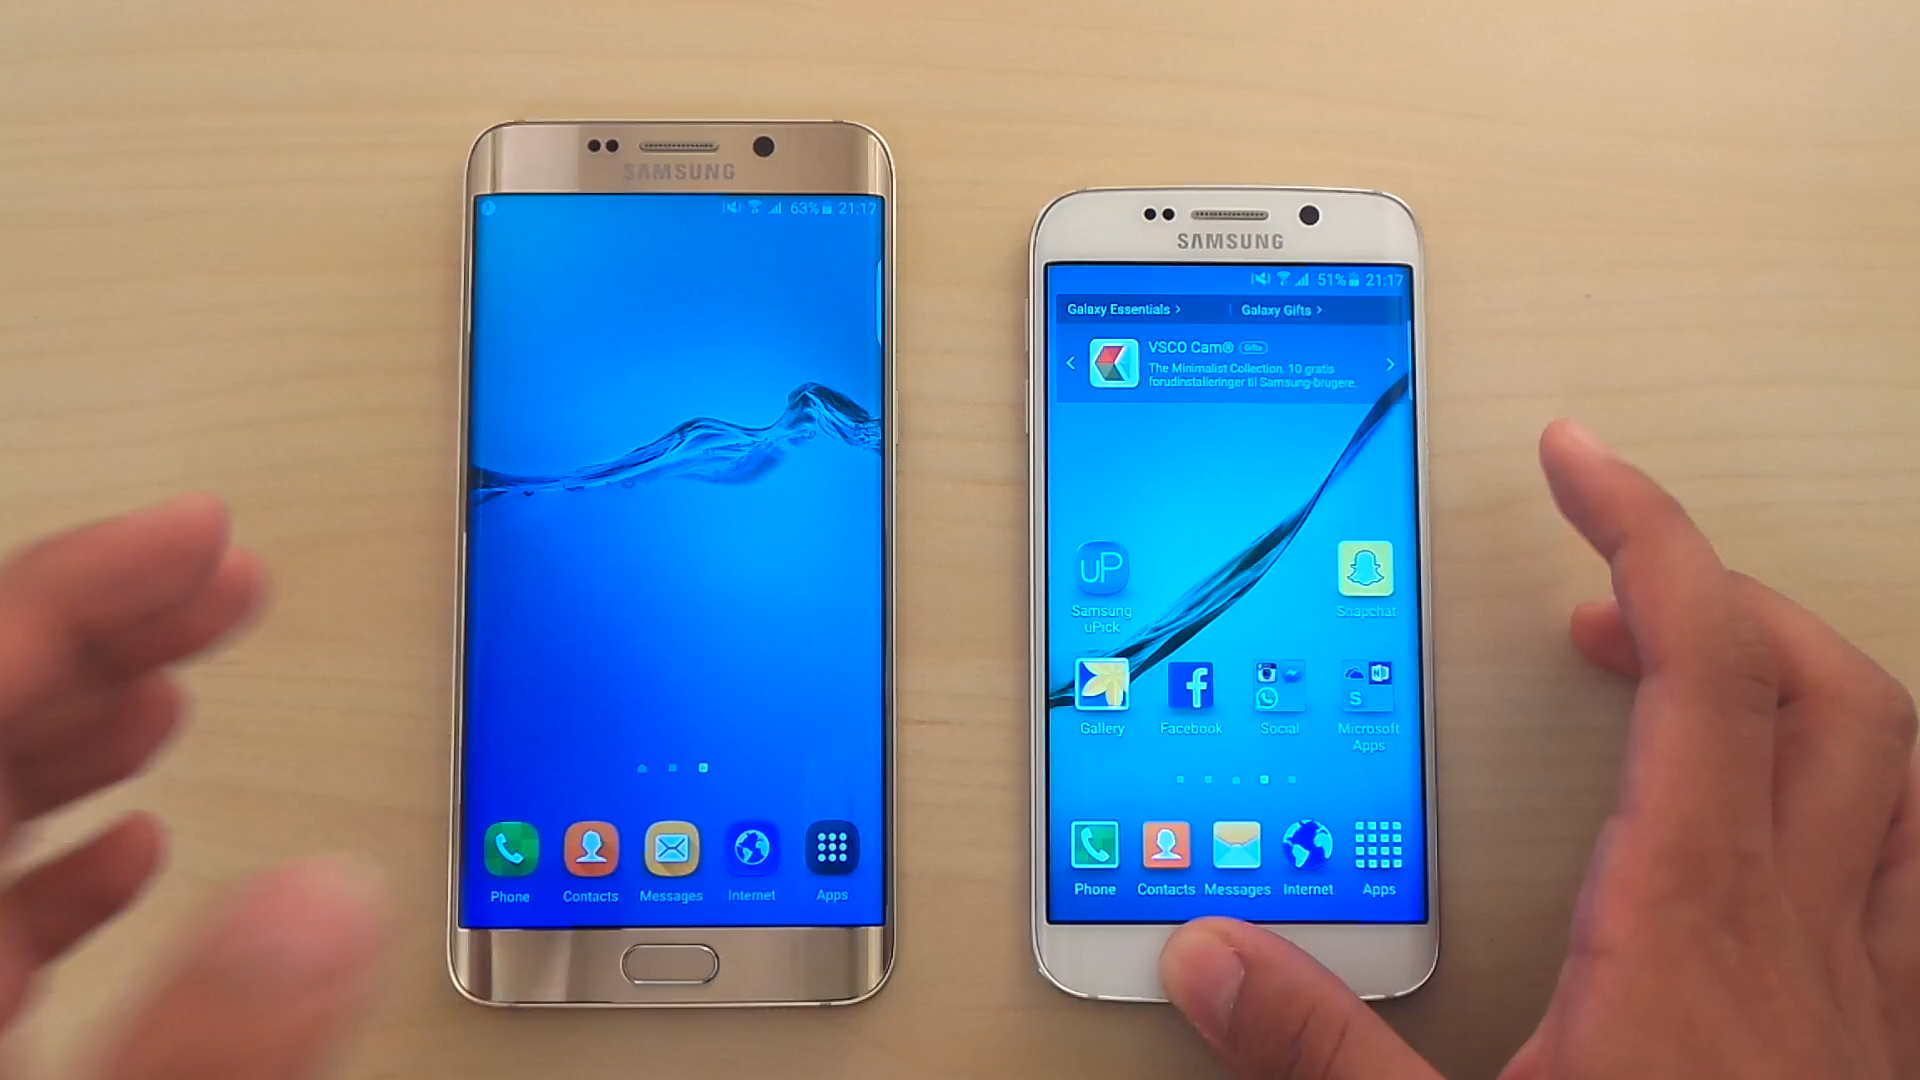 SAMSUNG
63% 21:17
Phone
Contacts
Messages
Internet
Apps
SAMSUNG
51% 21:17
Galaxy Essentials >
Galaxy Gifts >
VSCO Cam® Gifts
The Minimalist Collection. 10 gratis
forudinstalleringer til Samsung-brugere.
uP
Samsung
uPick
Snapchat
Gallery
Facebook
Social
Microsoft
Apps
Phone
Contacts
Messages
Internet
Apps